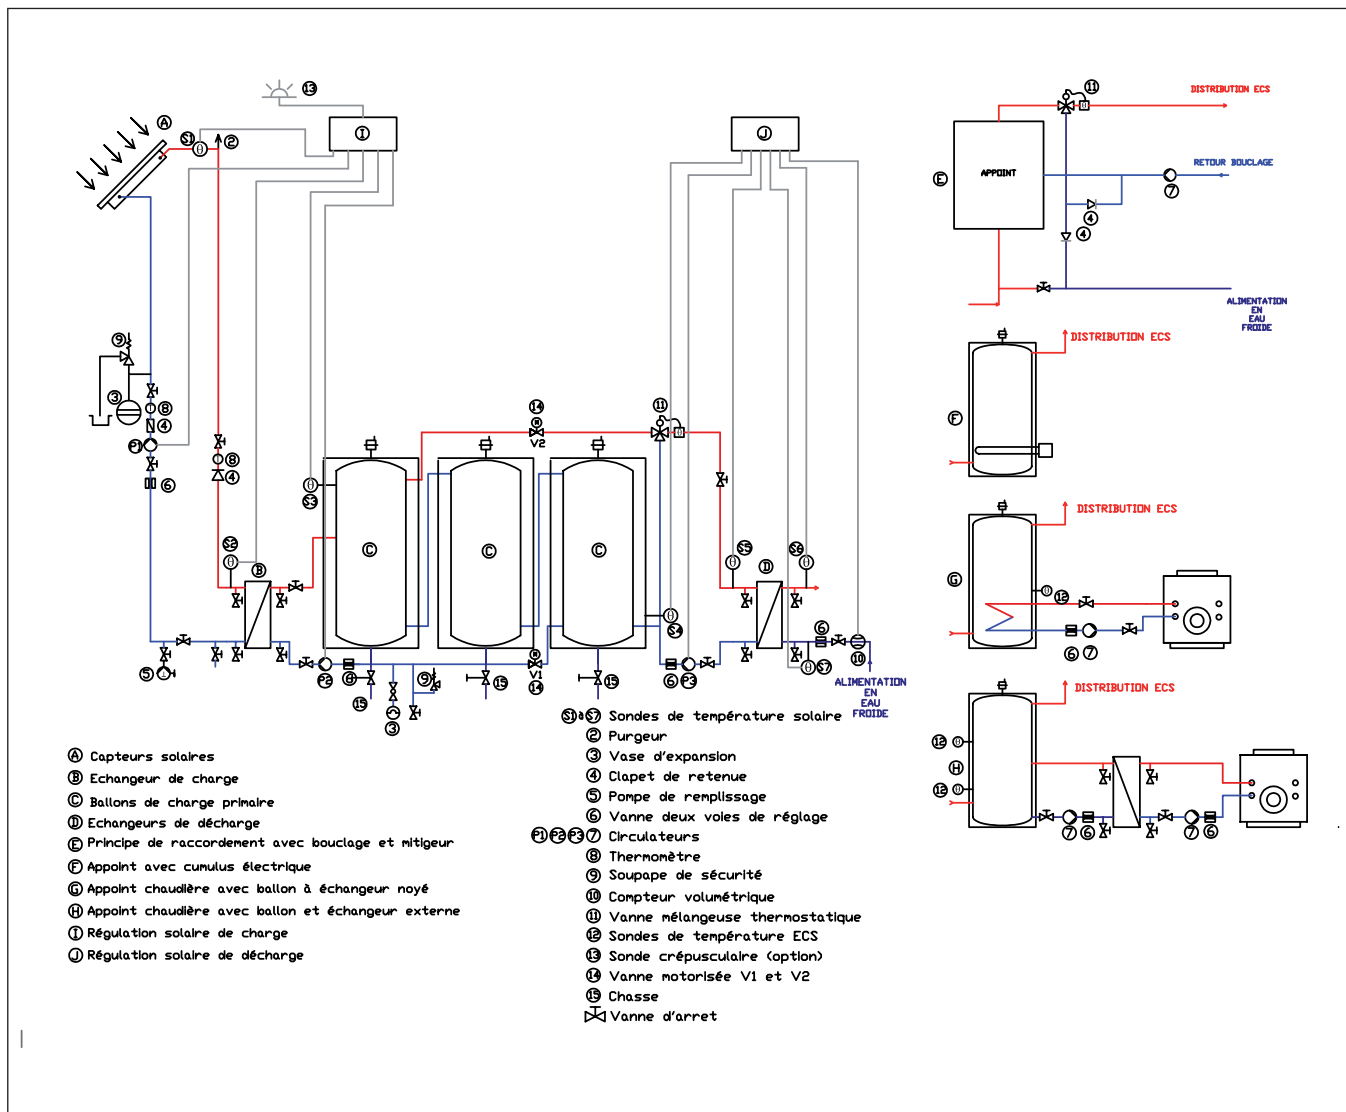 13
I
J
11
DISTRIBUTION ECS
A
S1
2
E
APPOINT
RETOUR BOUCLAGE
7
4
4
ALIMENTATION
EN
EAU
FROIDE
9
3
8
4
P1
6
8
4
14
V2
11
DISTRIBUTION ECS
F
S3
C
C
C
S2
B
S5
D
S6
DISTRIBUTION ECS
G
12
6
7
S4
5
P2
6
15
3
9
15
V1
14
15
6
P3
6
10
S7
ALIMENTATION
EN
EAU
FROIDE
DISTRIBUTION ECS
12
H
12
7
6
7
6
A Capteurs solaires
B Echangeur de charge
C Ballons de charge primaire
D Echangeurs de décharge
E Principe de raccordement avec bouclage et mitigeur
F Appoint avec cumulus électrique
G Appoint chaudière avec ballon à échangeur noyé
H Appoint chaudière avec ballon et échangeur externe
I Régulation solaire de charge
J Régulation solaire de décharge
S1 à S7 Sondes de température solaire
2 Purgeur
3 Vase d'expansion
4 Clapet de retenue
5 Pompe de remplissage
6 Vanne deux voies de réglage
P1 P2 P3 7 Circulateurs
8 Thermomètre
9 Soupape de sécurité
10 Compteur volumétrique
11 Vanne mélangeuse thermostatique
12 Sondes de température ECS
13 Sonde crépusculaire (option)
14 Vanne motorisée V1 et V2
15 Chasse
Vanne d'arret